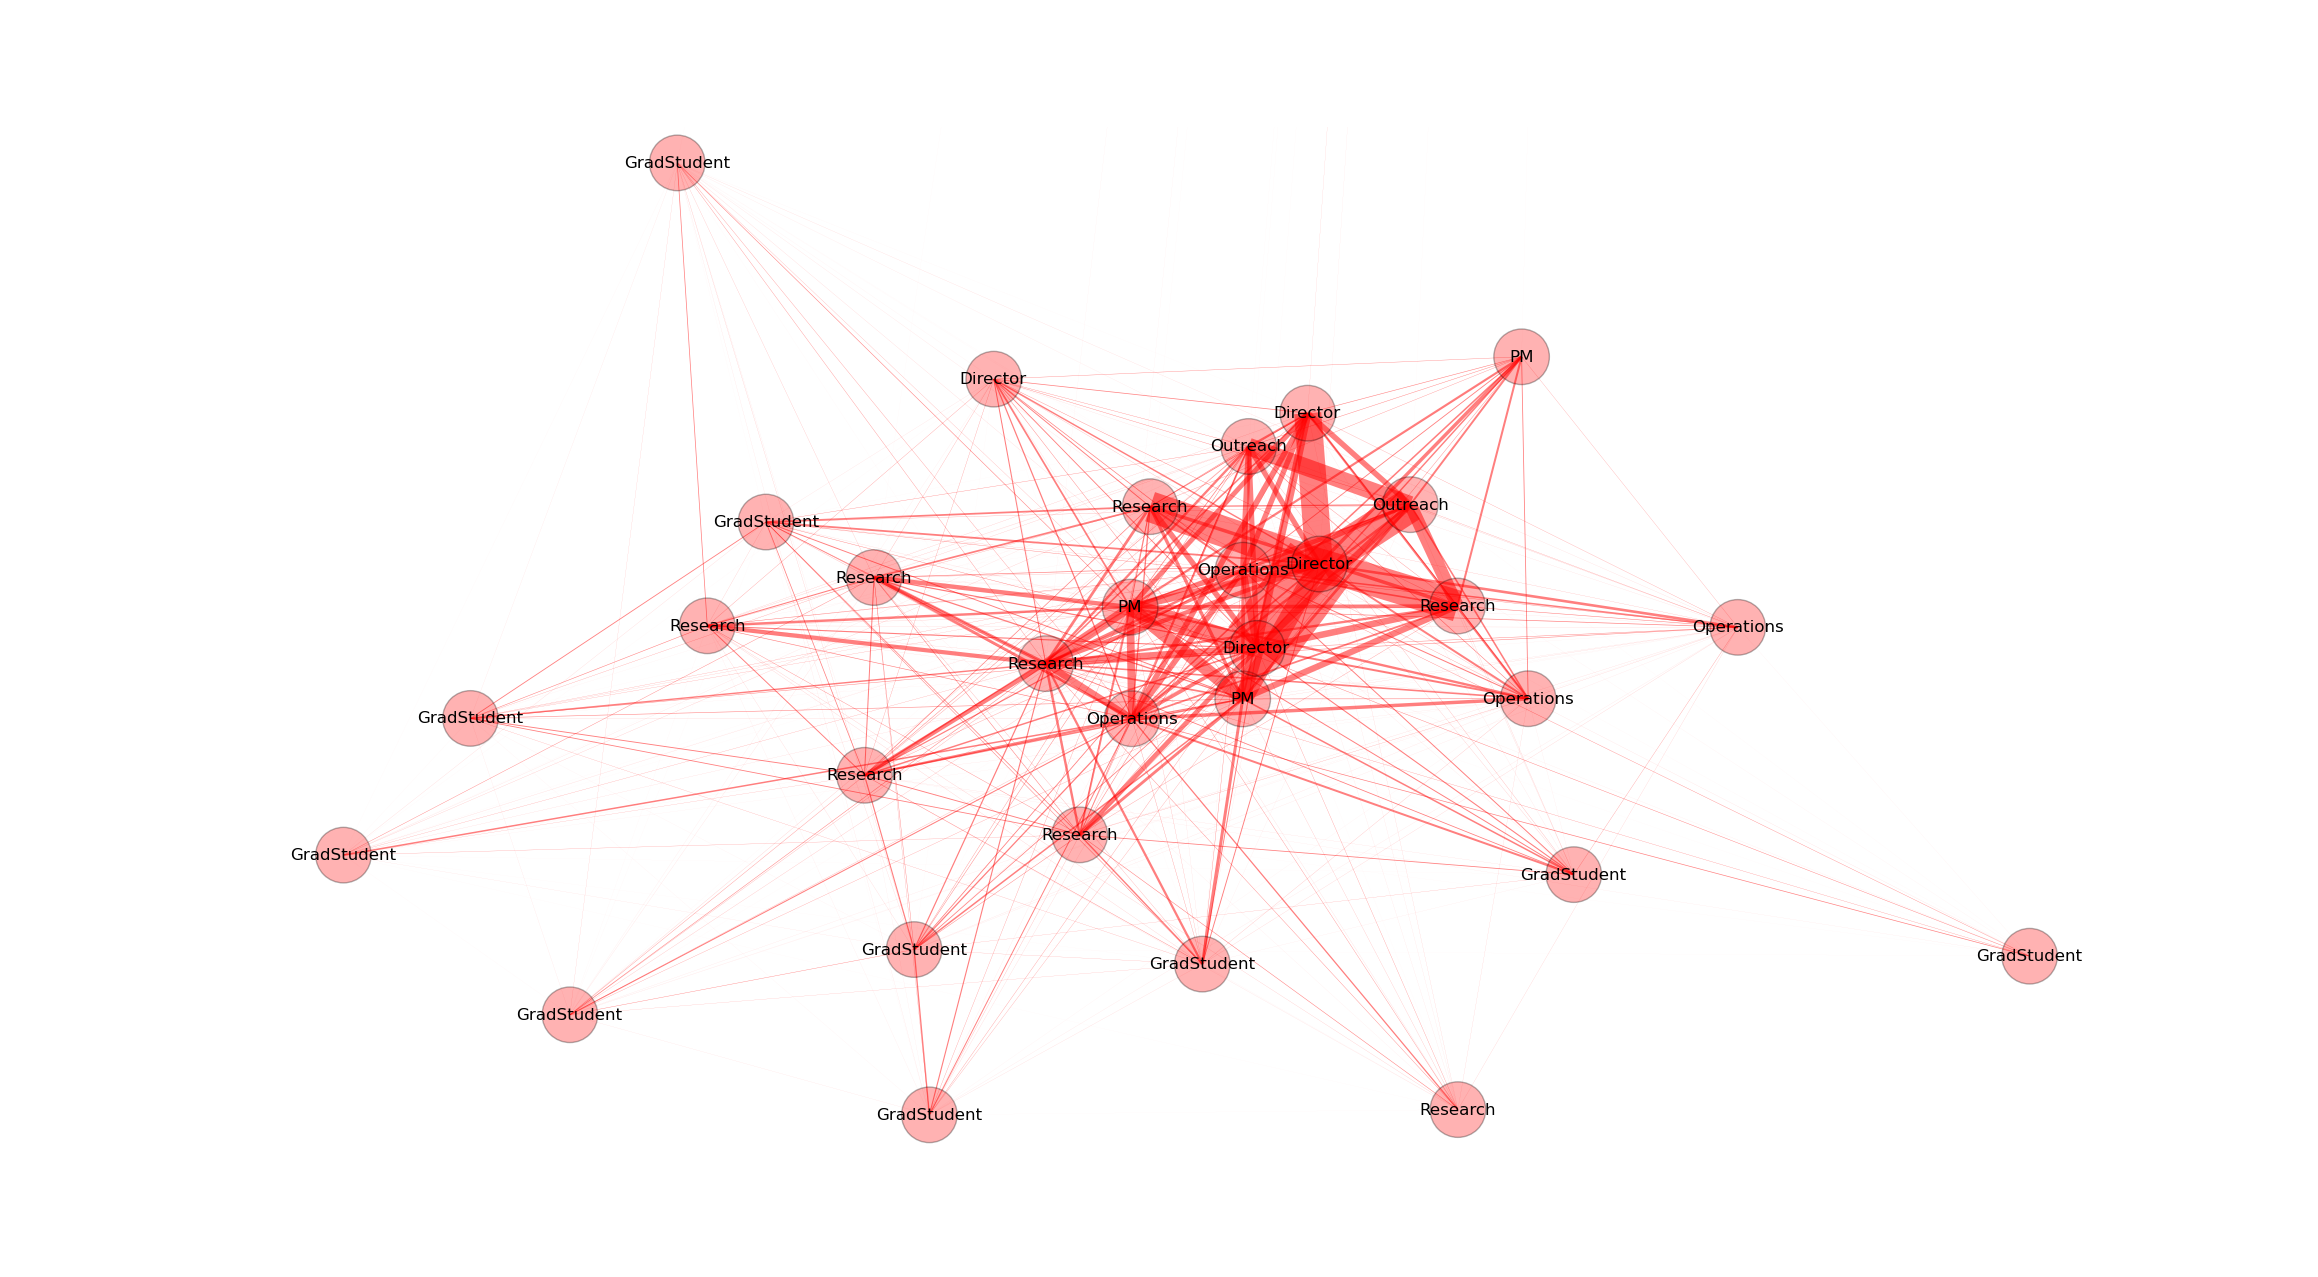 GradStudent
PM
Director
Director
Outreach
Outreach
Research
GradStudent
Director
Operations
Research
Research
PM
Research
Operations
Director
Research
GradStudent
PM
Operations
Operations
Research
Research
GradStudent
GradStudent
GradStudent
GradStudent
GradStudent
GradStudent
Research
GradStudent